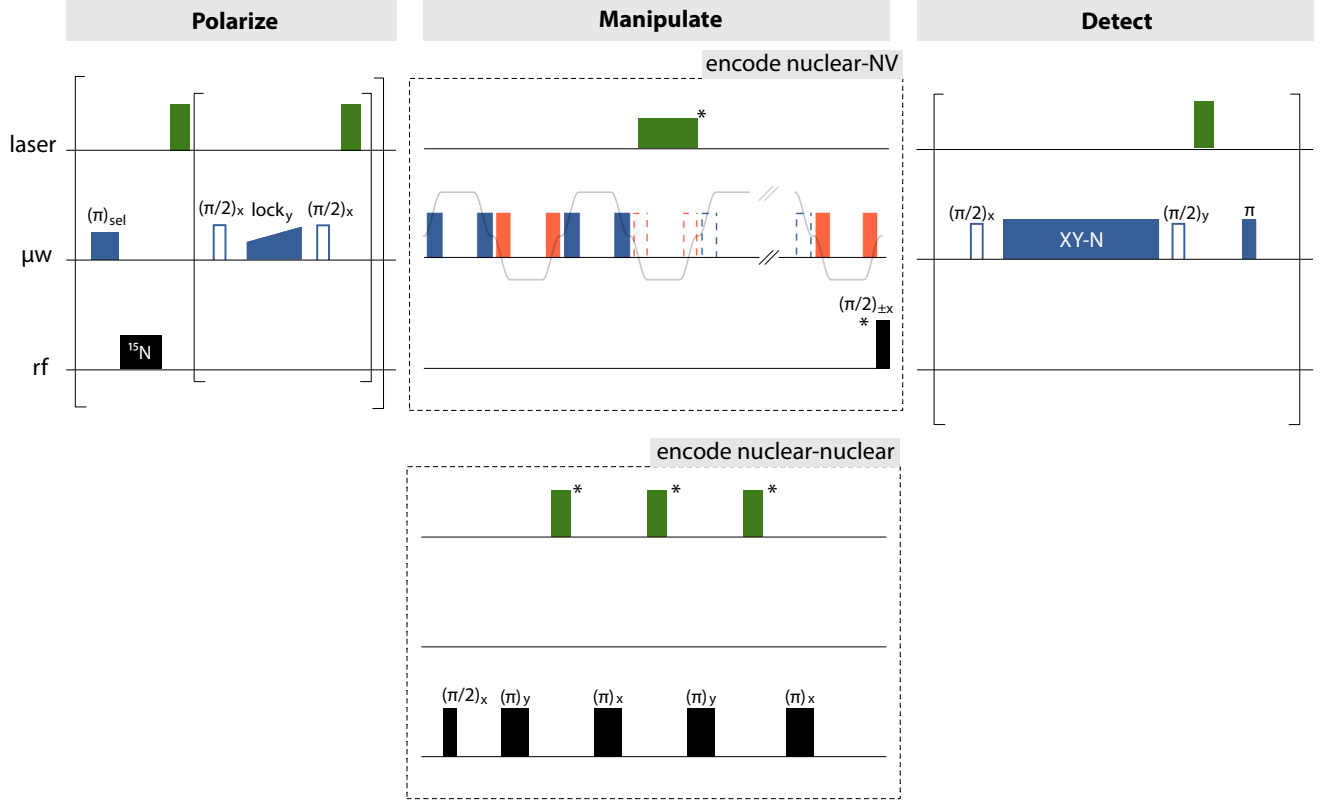 Polarize
Manipulate
Detect
encode nuclear-NV
laser
*
(π)sel
(π/2)x
locky
(π/2)x
(π/2)x
(π/2)y
π
μw
XY-N
(π/2)±x
*
rf
¹⁵N
encode nuclear-nuclear
*
*
*
(π/2)x
(π)y
(π)x
(π)y
(π)x